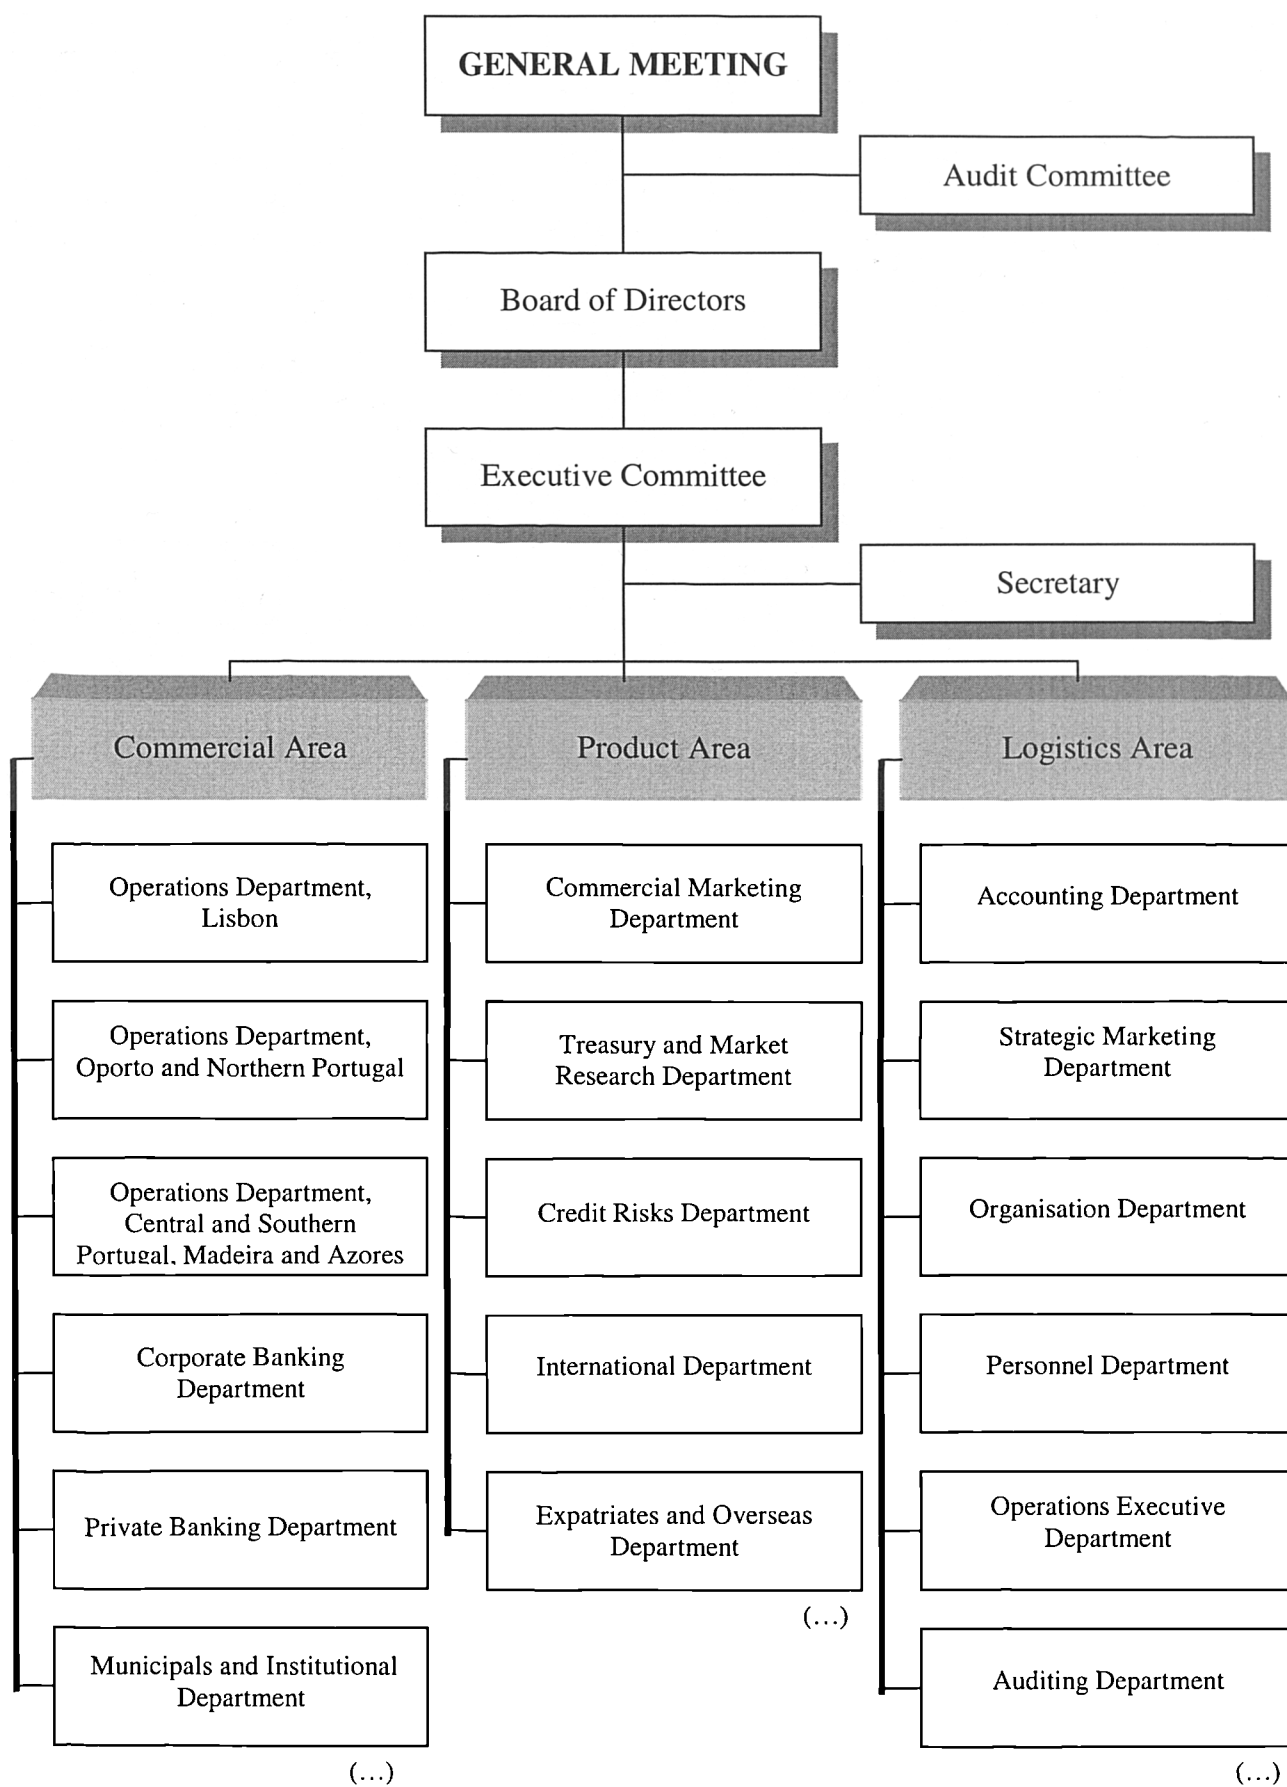 GENERAL MEETING
Audit Committee
Board of Directors
Executive Committee
Secretary
Commercial Area
Operations Department,
Lisbon
Operations Department,
Oporto and Northern Portugal
Operations Department,
Central and Southern
Portugal, Madeira and Azores
Corporate Banking
Department
Private Banking Department
Municipals and Institutional
Department
(...)
Product Area
Commercial Marketing
Department
Treasury and Market
Research Department
Credit Risks Department
International Department
Expatriates and Overseas
Department
(...)
Logistics Area
Accounting Department
Strategic Marketing
Department
Organisation Department
Personnel Department
Operations Executive
Department
Auditing Department
(...)